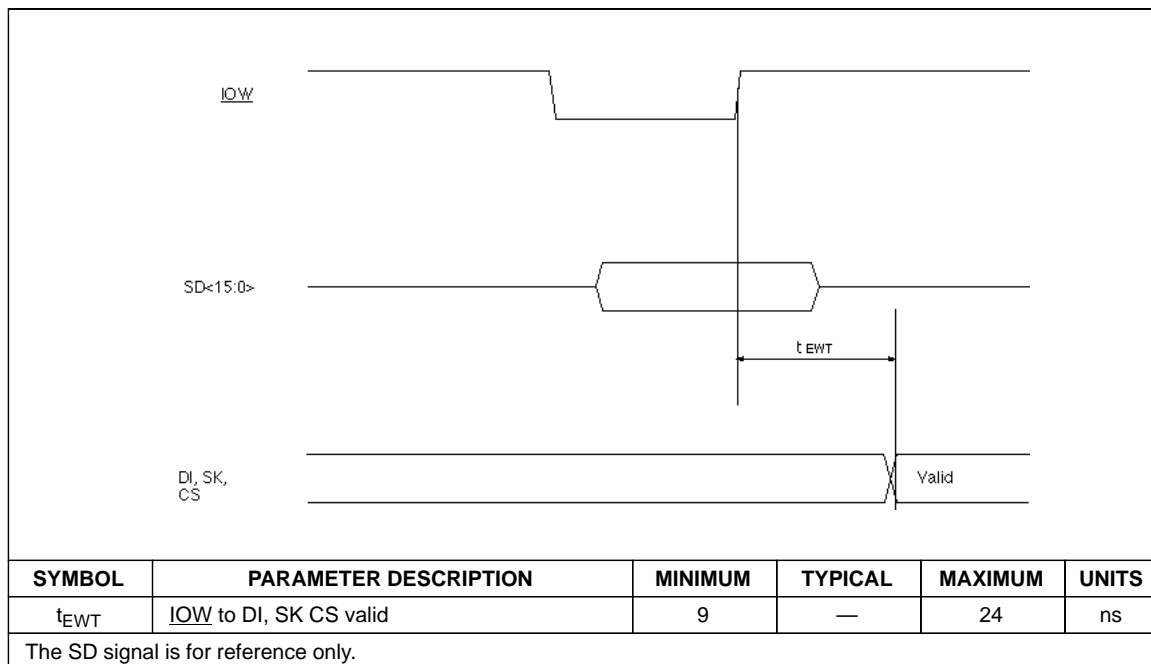 IOW
SD<15:0>
t EWT
DI, SK,
CS
Valid
SYMBOL PARAMETER DESCRIPTION MINIMUM TYPICAL MAXIMUM UNITS
tEWT IOW to DI, SK CS valid 9 — 24 ns
The SD signal is for reference only.